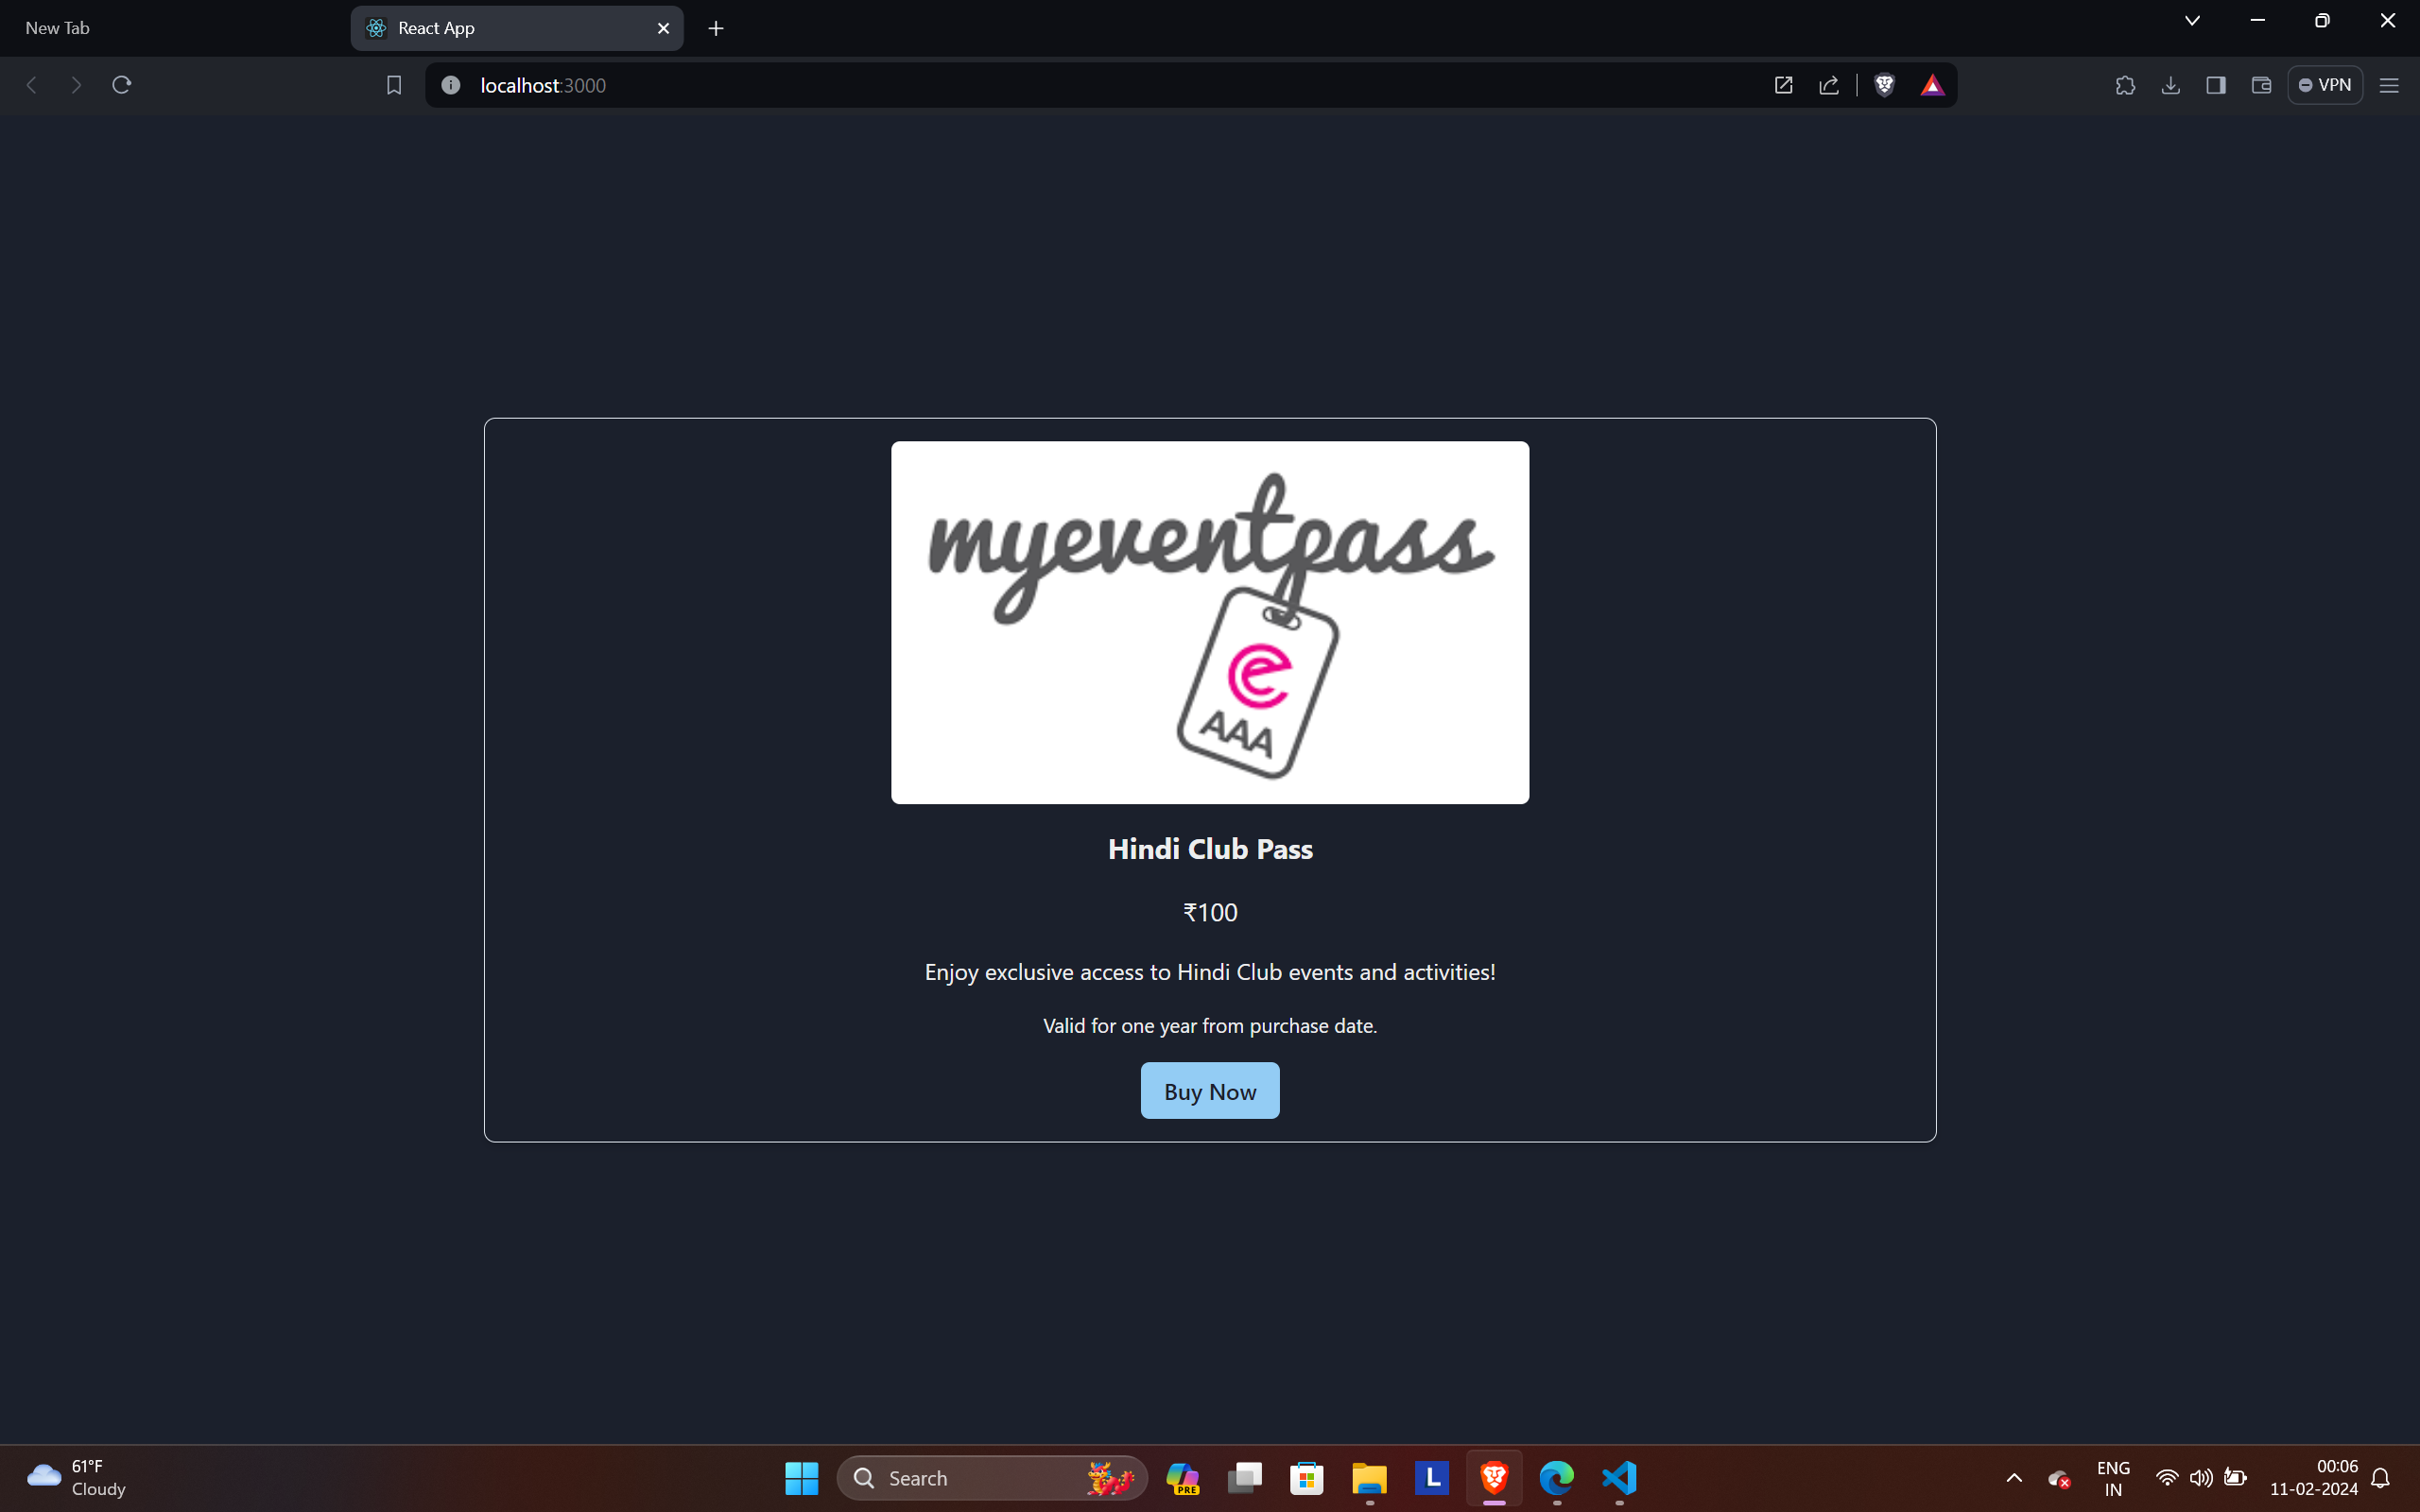 New Tab
React App
localhost:3000
VPN
myeventpass
e
AAA
Hindi Club Pass
₹100
Enjoy exclusive access to Hindi Club events and activities!
Valid for one year from purchase date.
Buy Now
61°F
Cloudy
Search
PRE
L
ENG
IN
00:06
11-02-2024